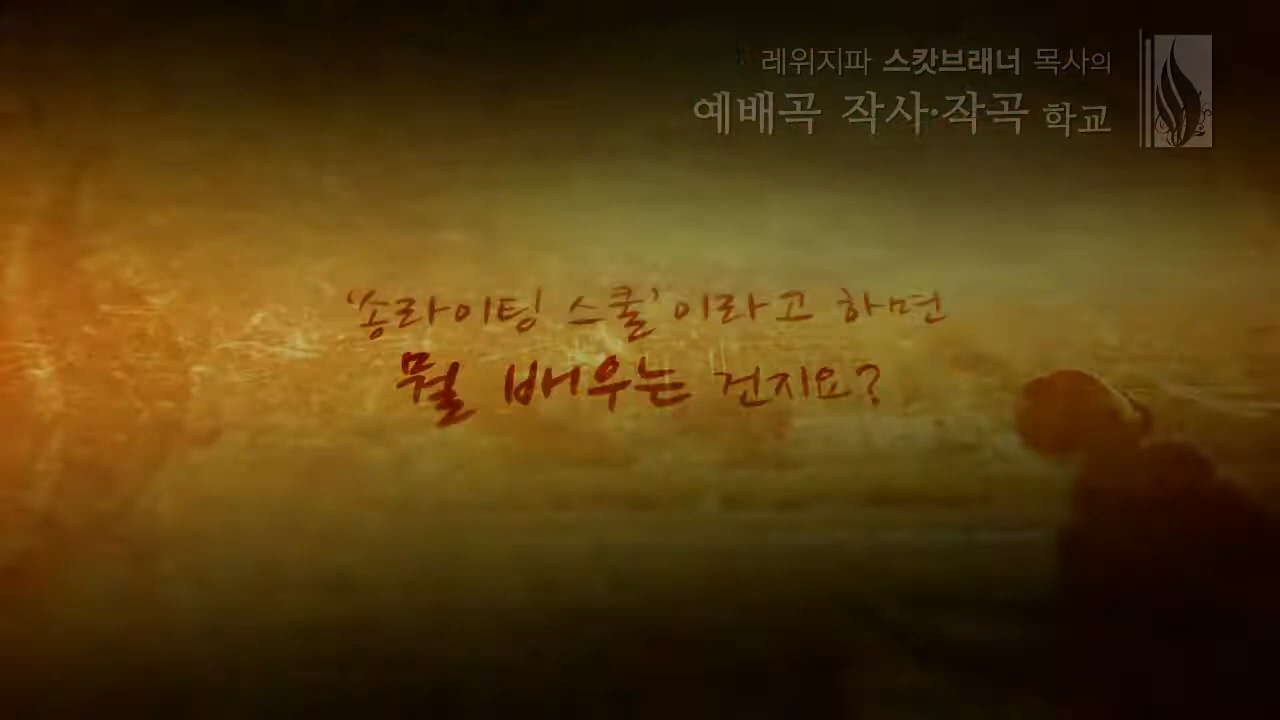 레위지파 스캇브래너 목사의
예배곡 작사·작곡 학교
'송라이팅 스쿨'이라고 하면
뭘 배우는 건지요?